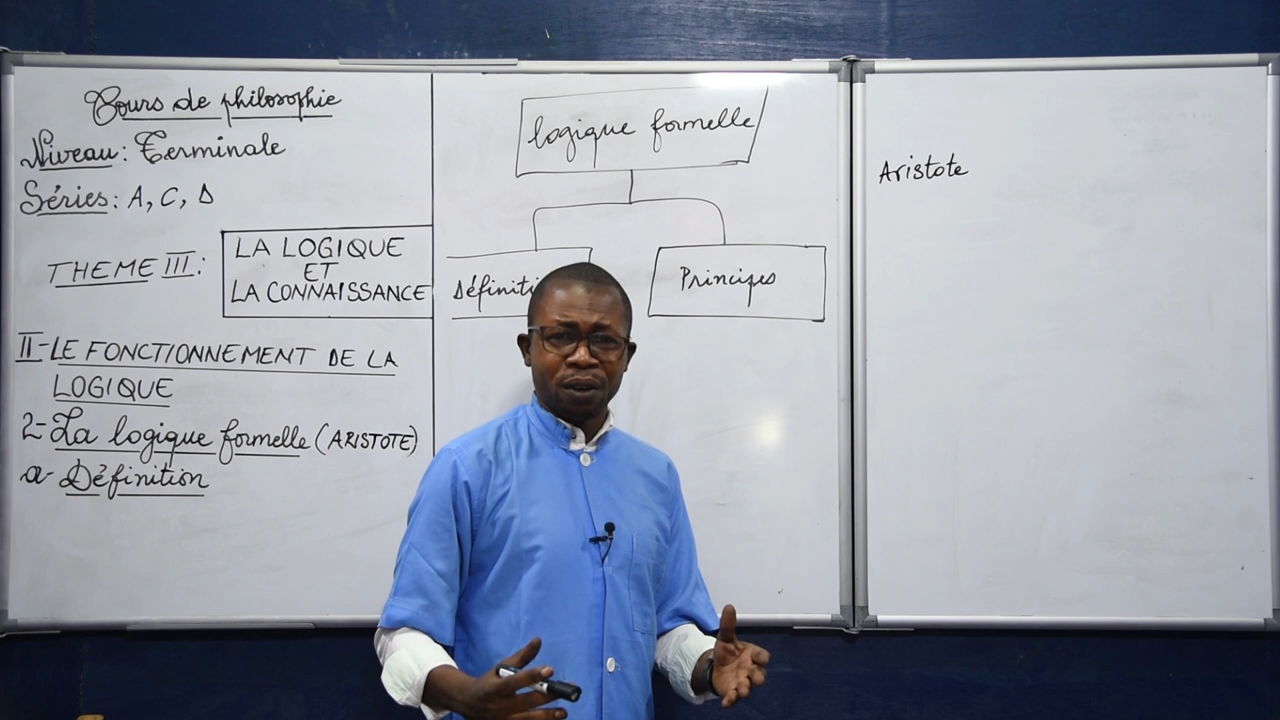 Cours de philosophie
Niveau : Terminale
Séries : A, C, D
THEME III :
LA LOGIQUE
ET
LA CONNAISSANCE
II- LE FONCTIONNEMENT DE LA
LOGIQUE
2- La logique formelle (ARISTOTE)
a- Définition
logique formelle
Définiti
Principes
Aristote